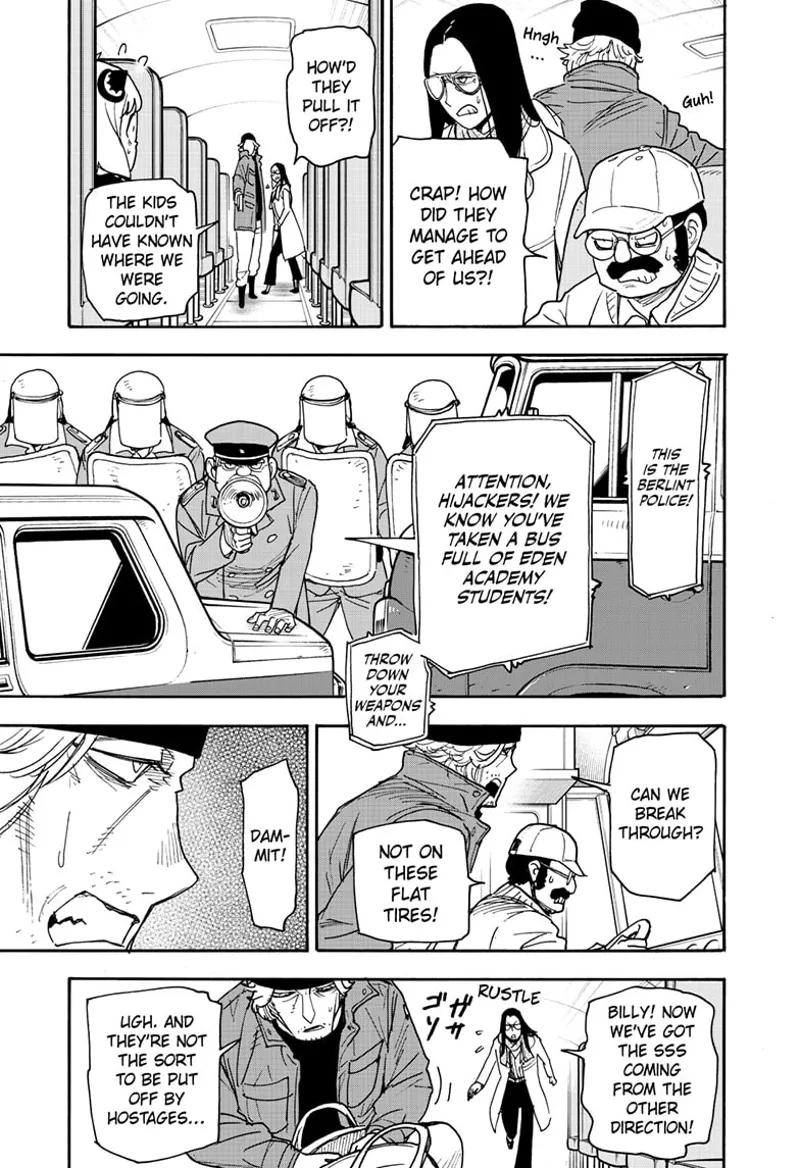 Hngh
...
Guh!
CRAP! HOW
DID THEY
MANAGE TO
GET AHEAD
OF US?!
HOW'D
THEY
PULL IT
OFF?!
THE KIDS
COULDN'T
HAVE KNOWN
WHERE WE
WERE
GOING.
THIS
IS THE
BERLINT
POLICE!
ATTENTION,
HIJACKERS! WE
KNOW YOU'VE
TAKEN A BUS
FULL OF EDEN
ACADEMY
STUDENTS!
THROW
DOWN
YOUR
WEAPONS
AND...
CAN WE
BREAK
THROUGH?
NOT ON
THESE
FLAT
TIRES!
DAM-
MIT!
BILLY! NOW
WE'VE GOT
THE SSS
COMING
FROM THE
OTHER
DIRECTION!
RUSTLE
ガサ
ゴソ
UGH. AND
THEY'RE NOT
THE SORT
TO BE PUT
OFF BY
HOSTAGES...